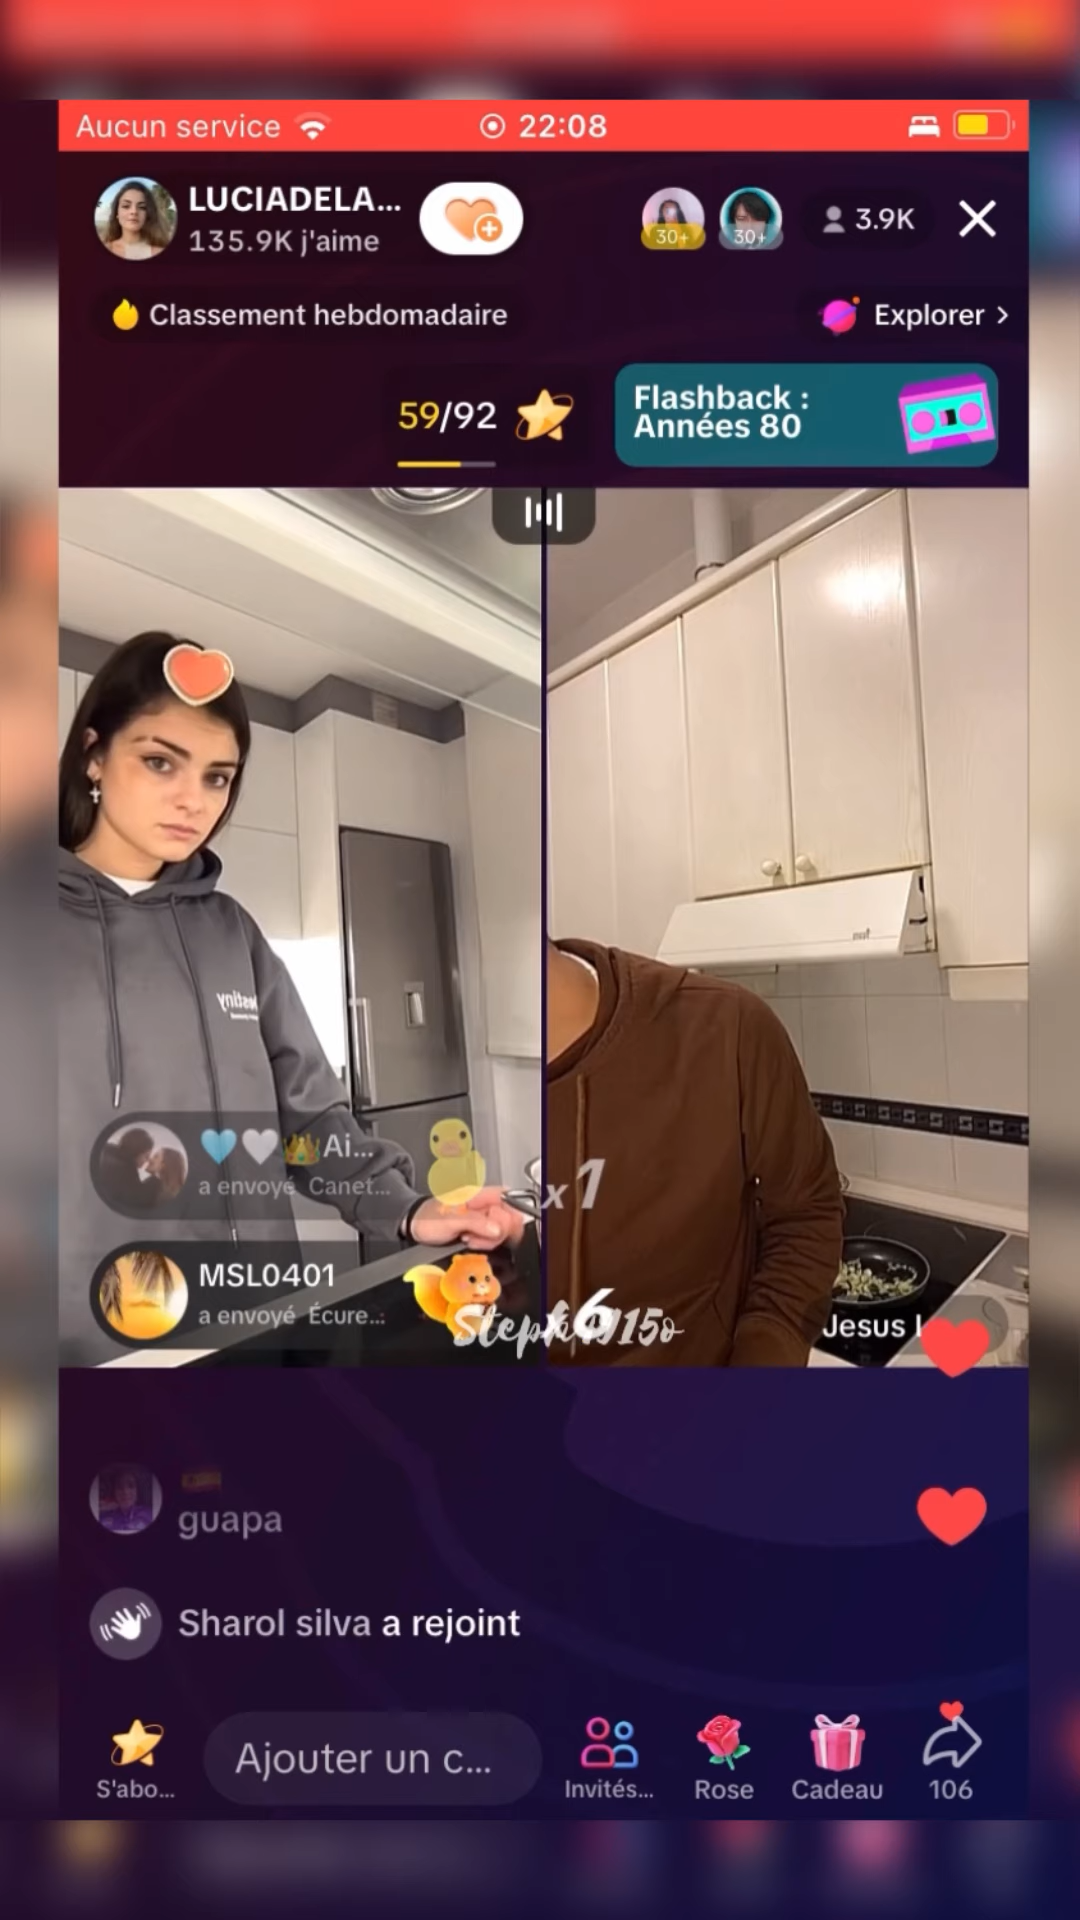 Aucun service
22:08
LUCIADELA...
135.9K j'aime
30+
30+
3.9K
Classement hebdomadaire
Explorer >
59/92
Flashback :
Années 80
Destiny
Ai...
a envoyé Canet...
x1
MSL0401
a envoyé Écure...
x6
Jesus
guapa
Sharol silva a rejoint
S'abo...
Ajouter un c...
Invités...
Rose
Cadeau
106